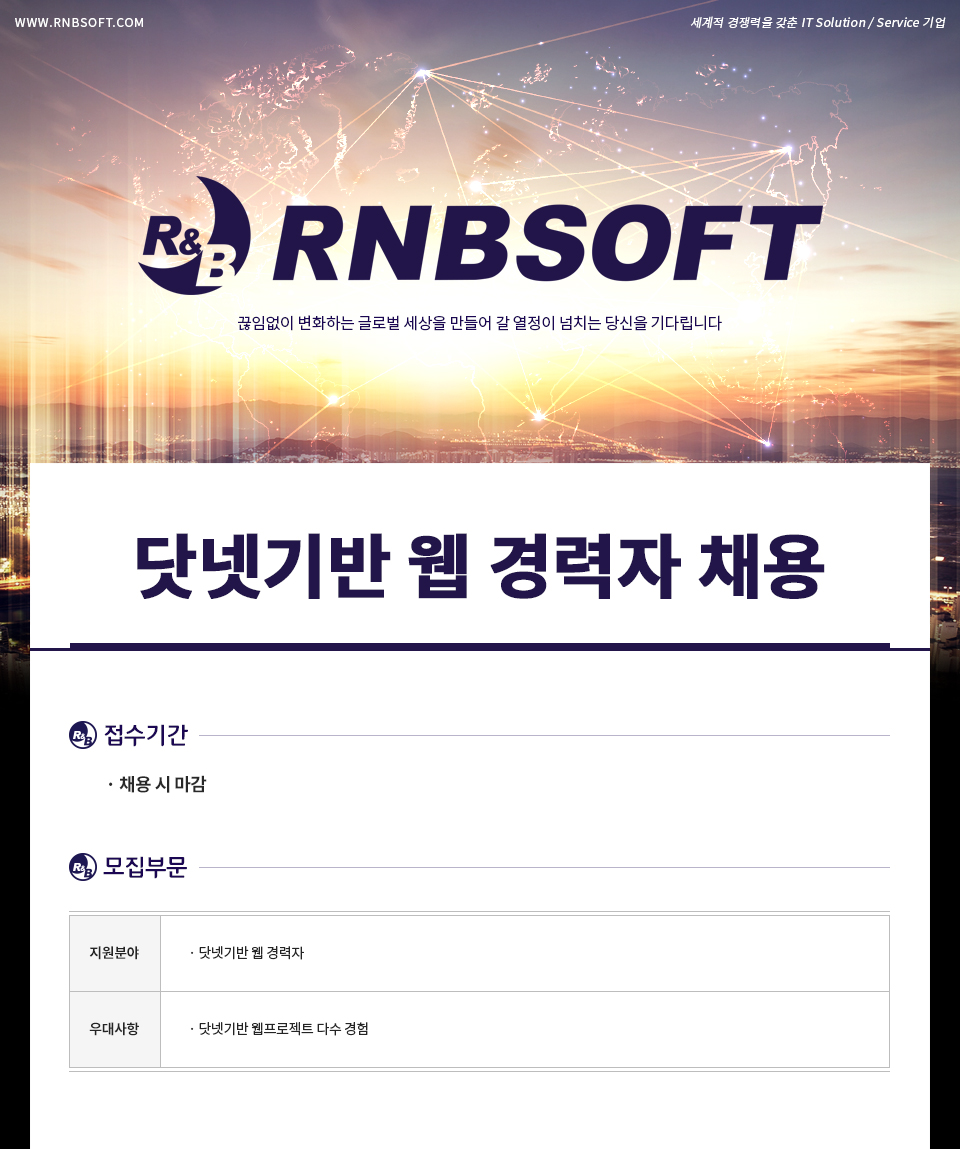 WWW.RNBSOFT.COM
세계적 경쟁력을 갖춘 IT Solution / Service 기업
R&B RNBSOFT
끊임없이 변화하는 글로벌 세상을 만들어 갈 열정이 넘치는 당신을 기다립니다
닷넷기반 웹 경력자 채용
R&B 접수기간
· 채용 시 마감
R&B 모집부문
지원분야 · 닷넷기반 웹 경력자
우대사항 · 닷넷기반 웹프로젝트 다수 경험